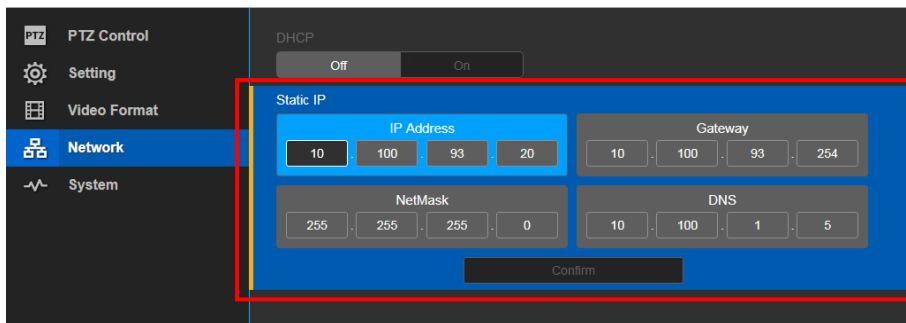 PTZ PTZ Control
Setting
Video Format
Network
System
DHCP
Off On
Static IP
IP Address
10 . 100 . 93 . 20
Gateway
10 . 100 . 93 . 254
NetMask
255 . 255 . 255 . 0
DNS
10 . 100 . 1 . 5
Confirm